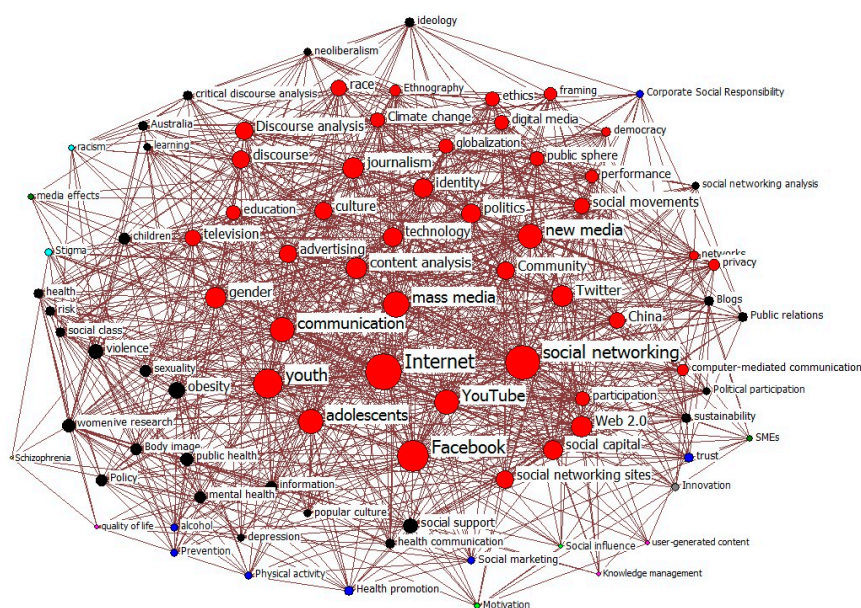 ideology
neoliberalism
race
Ethnography
critical discourse analysis
ethics
framing
Corporate Social Responsibility
Climate change
digital media
Australia
Discourse analysis
democracy
racism
learning
globalization
discourse
journalism
public sphere
performance
identity
social networking analysis
media effects
education
culture
politics
social movements
children
television
technology
new media
Stigma
advertising
networks
content analysis
Community
privacy
health
gender
mass media
Twitter
Blogs
risk
China
Public relations
social class
communication
violence
Internet
social networking
sexuality
computer-mediated communication
youth
obesity
Political participation
YouTube
participation
adolescents
Web 2.0
sustainability
women
ive research
SMEs
Body image
Facebook
social capital
Schizophrenia
public health
trust
Policy
information
social networking sites
Innovation
mental health
popular culture
quality of life
alcohol
social support
depression
health communication
Social influence
user-generated content
Prevention
Social marketing
Physical activity
Knowledge management
Health promotion
Motivation